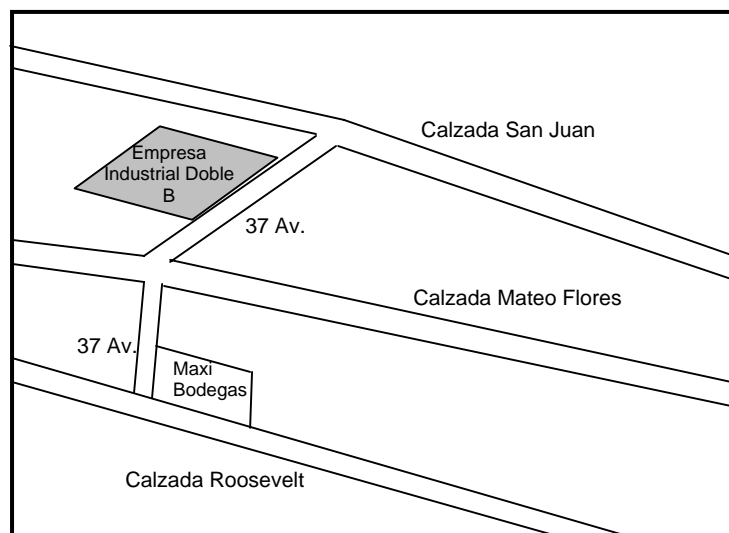 Calzada San Juan
Empresa
Industrial Doble
B
37 Av.
Calzada Mateo Flores
37 Av.
Maxi
Bodegas
Calzada Roosevelt